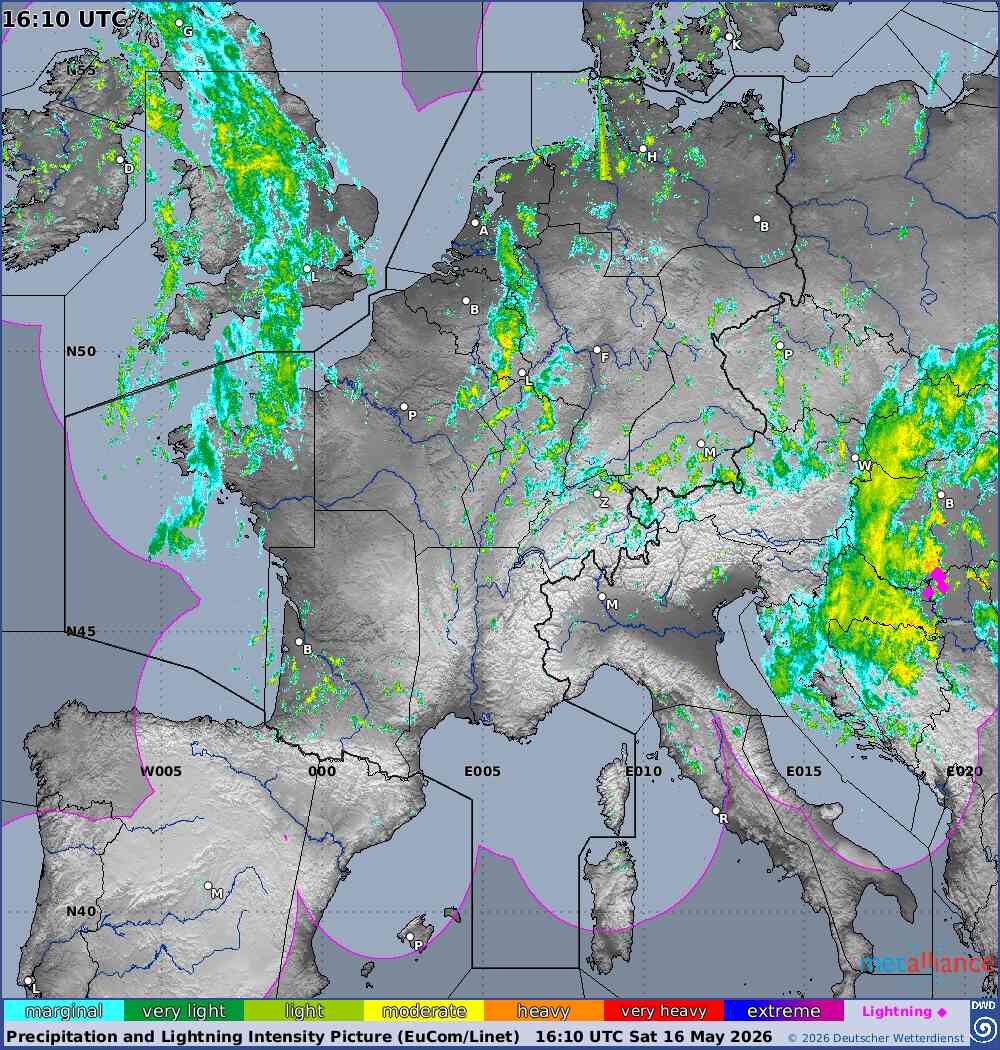 16:10 UTC
G
K
N55
H
D
B
A
L
B
N50
F
P
L
P
M
W
Z
B
M
N45
B
W005
000
E005
E010
E015
E020
R
M
N40
P
metalliance
L
marginal very light light moderate heavy very heavy extreme Lightning
DWD
Precipitation and Lightning Intensity Picture (EuCom/Linet) 16:10 UTC Sat 16 May 2026 © 2026 Deutscher Wetterdienst